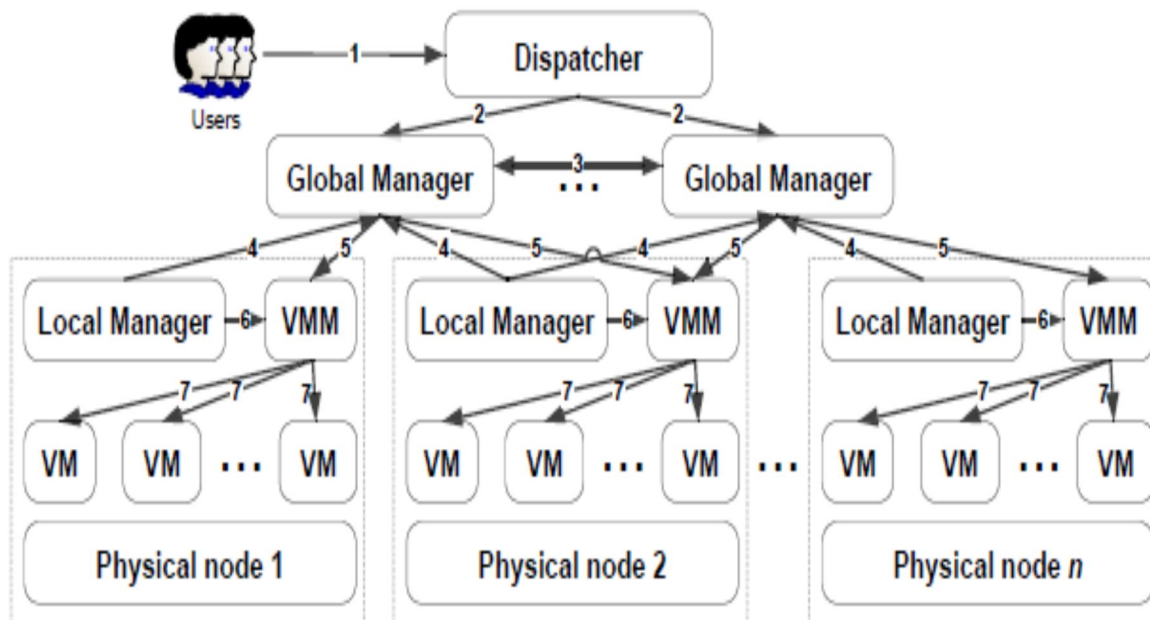 1
Dispatcher
Users
2 2
3
Global Manager ... Global Manager
4 5 4 5 4 5 4 5
Local Manager 6 VMM Local Manager 6 VMM Local Manager 6 VMM
7 7 7 7 7 7 7 7 7
VM VM ... VM VM VM ... VM ... VM VM ... VM
Physical node 1 Physical node 2 Physical node n